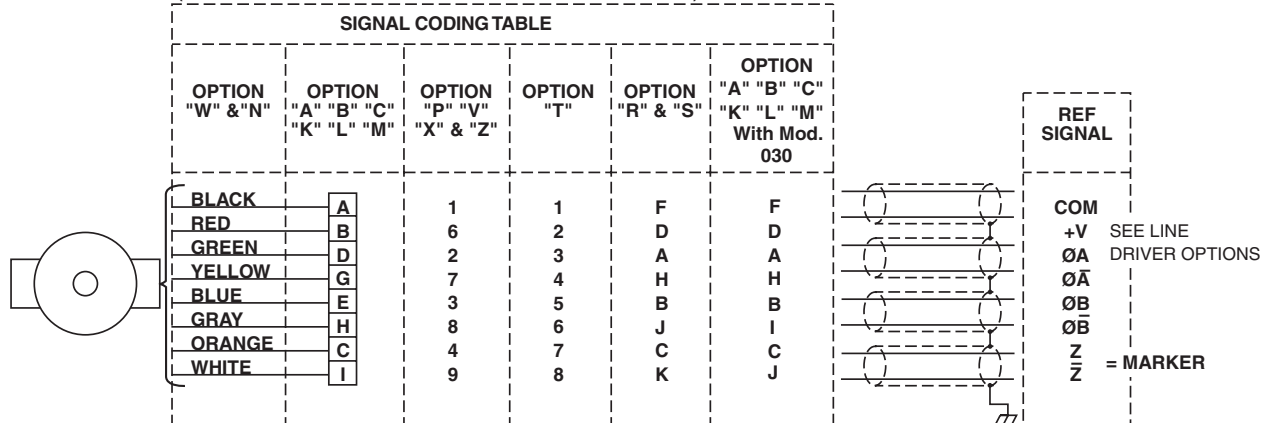 SIGNAL CODING TABLE
OPTION "W" &"N"
OPTION "A" "B" "C" "K" "L" "M"
OPTION "P" "V" "X" & "Z"
OPTION "T"
OPTION "R" & "S"
OPTION "A" "B" "C" "K" "L" "M" With Mod. 030
REF SIGNAL
BLACK A 1 1 F F COM
RED B 6 2 D D +V SEE LINE
GREEN D 2 3 A A ØA DRIVER OPTIONS
YELLOW G 7 4 H H ØA̅
BLUE E 3 5 B B ØB
GRAY H 8 6 J I ØB̅
ORANGE C 4 7 C C Z
WHITE I 9 8 K J Z̅ = MARKER